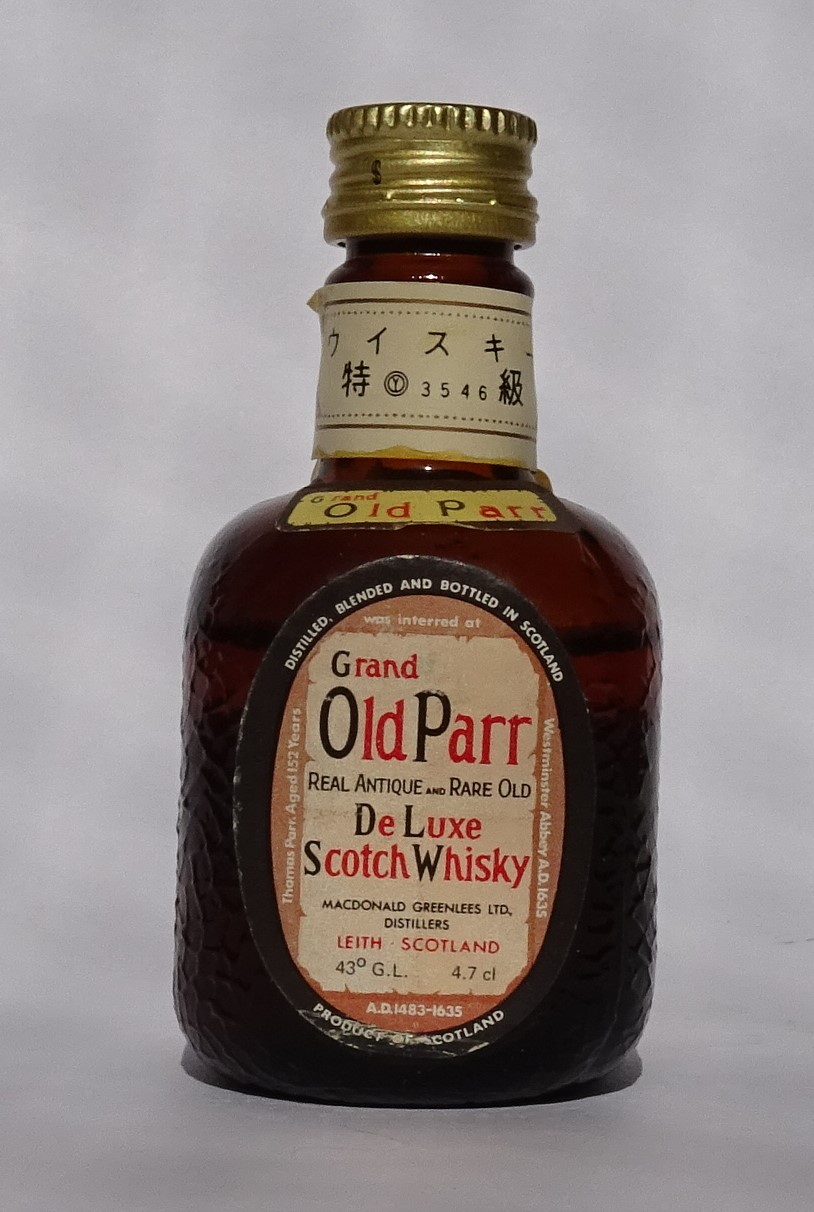 $
ウイスキー
特 Ⓨ 3546 級
Grand
Old Parr
DISTILLED, BLENDED AND BOTTLED IN SCOTLAND
was interred at
Grand
Old Parr
REAL ANTIQUE AND RARE OLD
De Luxe
Scotch Whisky
MACDONALD GREENLEES LTD.,
DISTILLERS
LEITH · SCOTLAND
43º G.L. 4.7 cl
Thomas Parr. Aged 152 Years
Westminster Abbey A.D. 1635
A.D.1483-1635
PRODUCT OF SCOTLAND